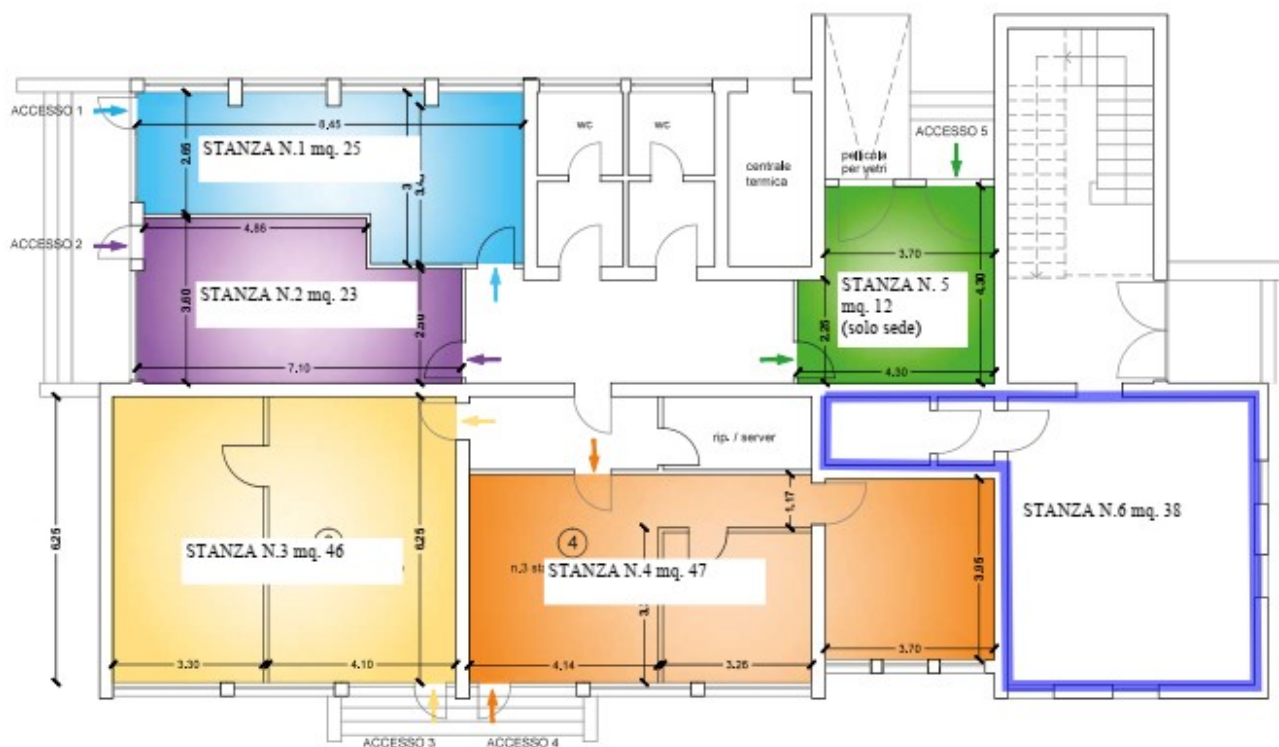 ACCESSO 1
8.45
STANZA N.1 mq. 25
2.65
3
wc
wc
centrale
termica
pellicola
per vetri
ACCESSO 5
ACCESSO 2
4.86
STANZA N.2 mq. 23
3.60
2.50
7.10
3.70
STANZA N. 5
mq. 12
(solo sede)
4.30
2.25
4.30
rip. / server
6.25
STANZA N.3 mq. 46
6.25
3.30
4.10
4
STANZA N.4 mq. 47
1.17
4.14
3.26
3.95
3.70
STANZA N.6 mq. 38
ACCESSO 3
ACCESSO 4